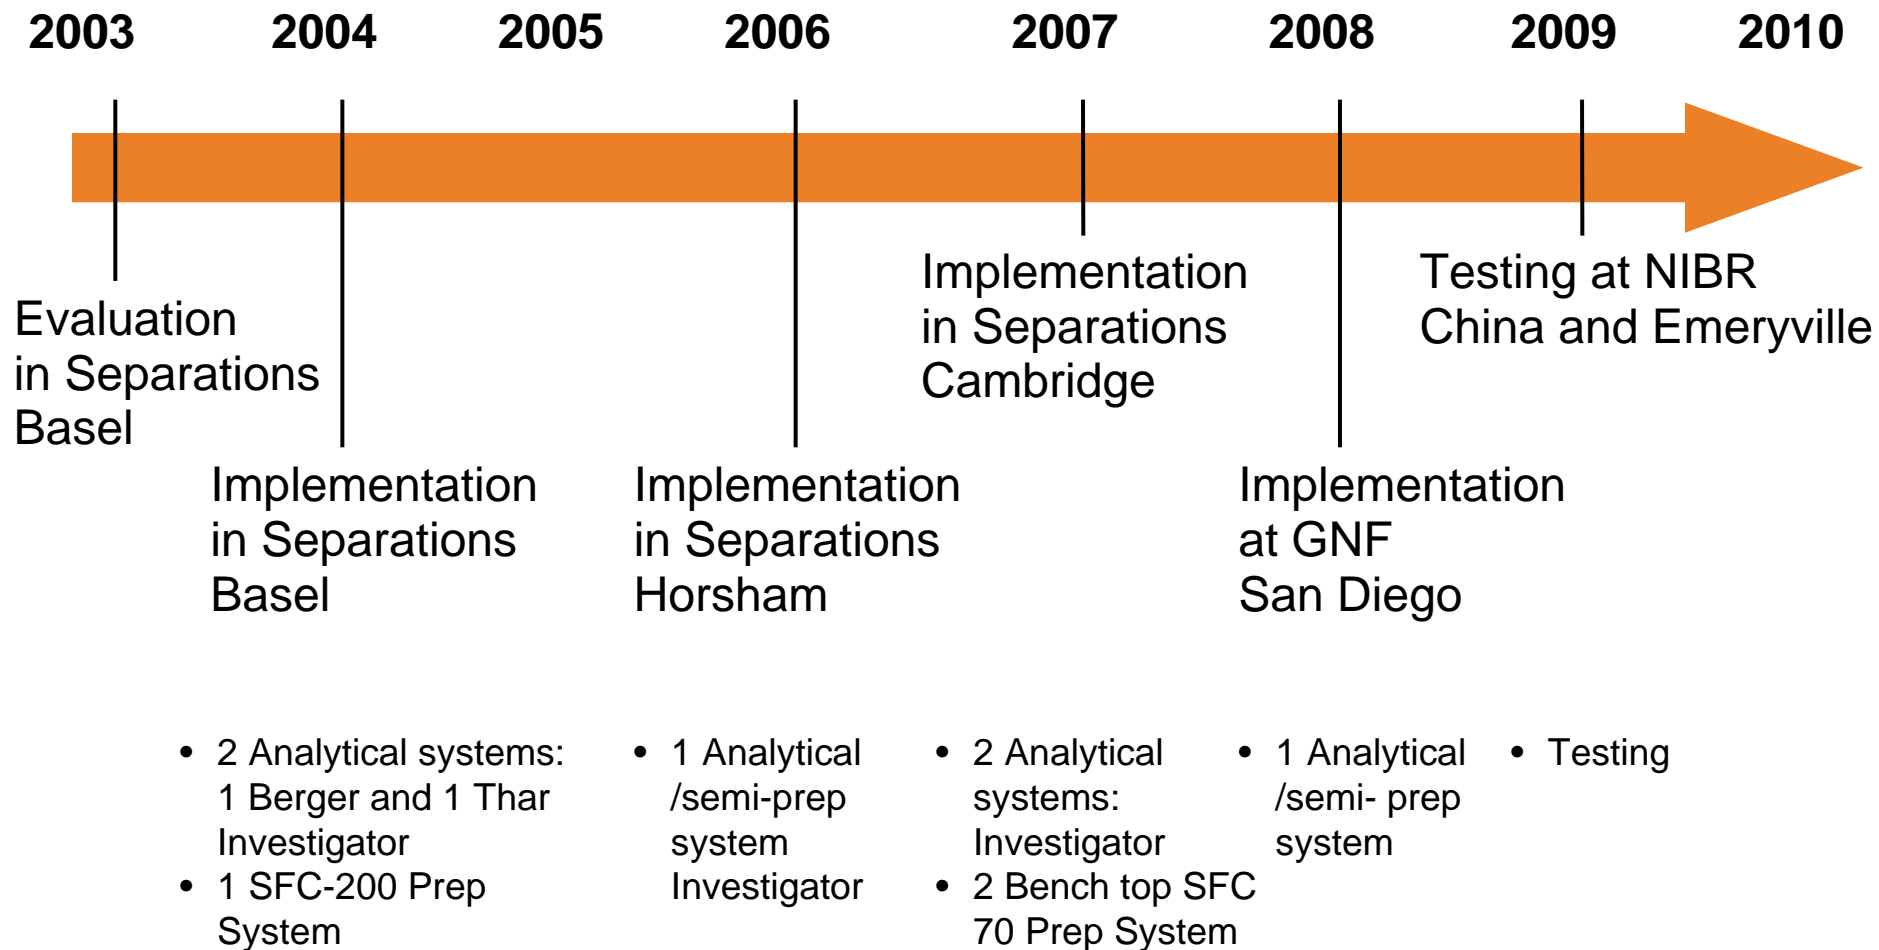 2003 2004 2005 2006 2007 2008 2009 2010
Evaluation
in Separations
Basel
Implementation
in Separations
Basel
Implementation
in Separations
Horsham
Implementation
in Separations
Cambridge
Implementation
at GNF
San Diego
Testing at NIBR
China and Emeryville
• 2 Analytical systems:
1 Berger and 1 Thar
Investigator
• 1 SFC-200 Prep
System
• 1 Analytical
/semi-prep
system
Investigator
• 2 Analytical
systems:
Investigator
• 2 Bench top SFC
70 Prep System
• 1 Analytical
/semi- prep
system
• Testing